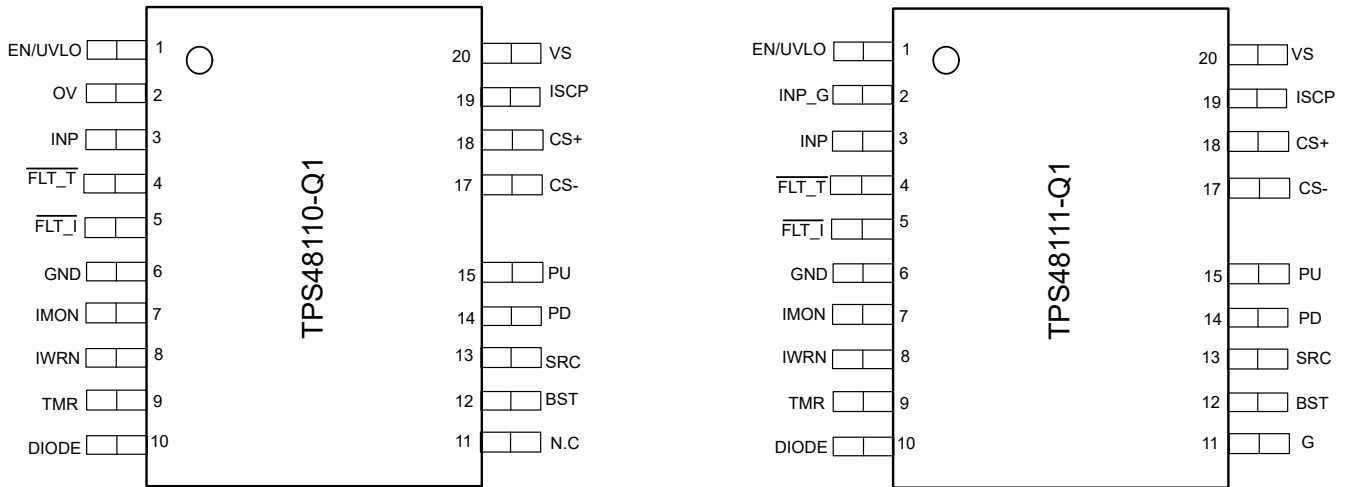 EN/UVLO 1
OV 2
INP 3
FLT_T 4
FLT_I 5
GND 6
IMON 7
IWRN 8
TMR 9
DIODE 10
TPS48110-Q1
20 VS
19 ISCP
18 CS+
17 CS-
15 PU
14 PD
13 SRC
12 BST
11 N.C
EN/UVLO 1
INP_G 2
INP 3
FLT_T 4
FLT_I 5
GND 6
IMON 7
IWRN 8
TMR 9
DIODE 10
TPS48111-Q1
20 VS
19 ISCP
18 CS+
17 CS-
15 PU
14 PD
13 SRC
12 BST
11 G